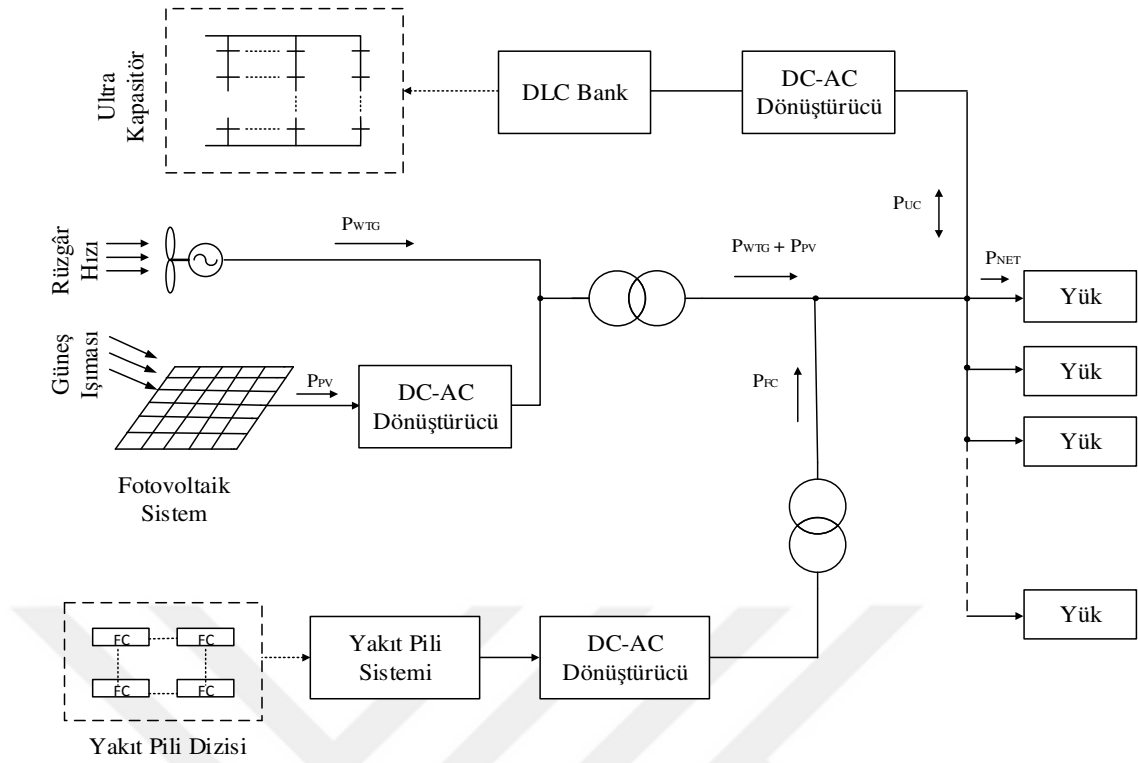 Ultra
Kapasitör
DLC Bank
DC-AC
Dönüştürücü
PUC
Rüzgâr
Hızı
PWTG
PWTG + PPV
PNET
Yük
Güneş
Işıması
PPV
DC-AC
Dönüştürücü
PFC
Yük
Yük
Fotovoltaik
Sistem
FC
FC
FC
FC
Yakıt Pili
Sistemi
DC-AC
Dönüştürücü
Yük
Yakıt Pili Dizisi